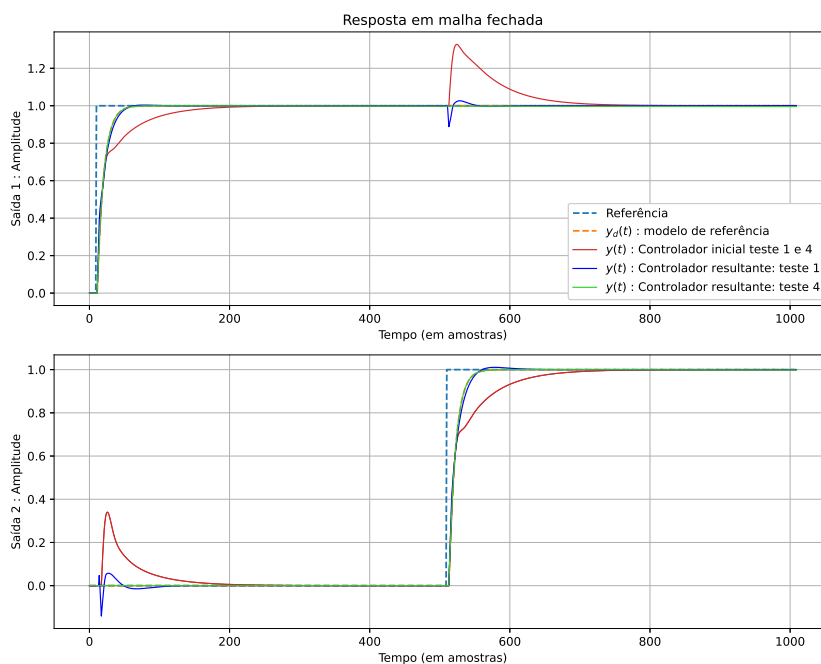 Resposta em malha fechada
Saída 1 : Amplitude
1.2
1.0
0.8
0.6
0.4
0.2
0.0
Referência
y_d(t) : modelo de referência
y(t) : Controlador inicial teste 1 e 4
y(t) : Controlador resultante: teste 1
y(t) : Controlador resultante: teste 4
0 200 400 600 800 1000
Tempo (em amostras)
Saída 2 : Amplitude
1.0
0.8
0.6
0.4
0.2
0.0
0 200 400 600 800 1000
Tempo (em amostras)